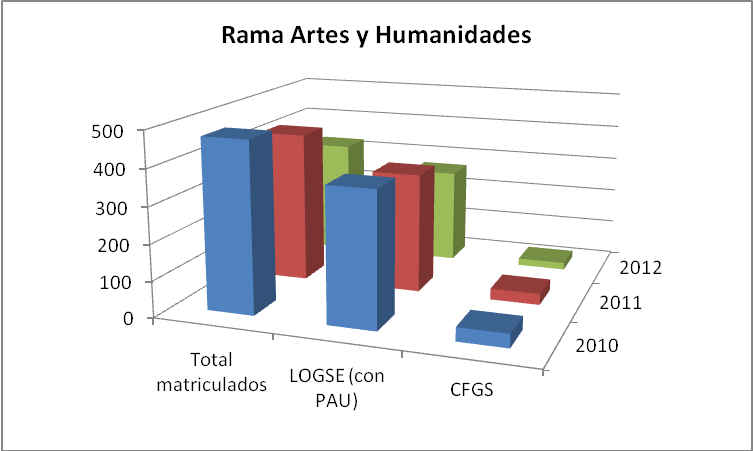 Rama Artes y Humanidades
500
400
300
200
100
0
2012
2011
2010
Total
matriculados
LOGSE (con
PAU)
CFGS